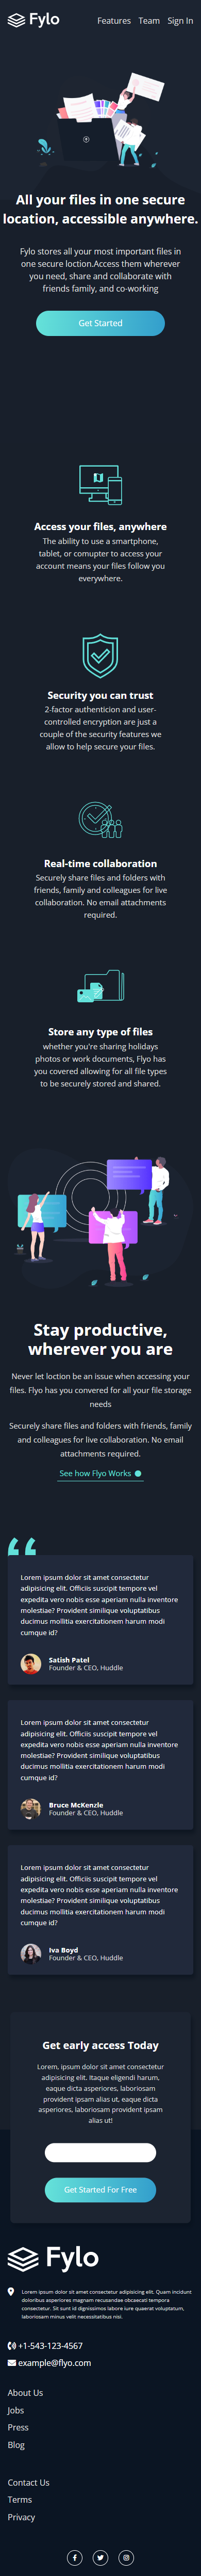 Fylo
Features Team Sign In
All your files in one secure
location, accessible anywhere.
Fylo stores all your most important files in
one secure loction.Access them wherever
you need, share and collaborate with
friends family, and co-working
Get Started
Access your files, anywhere
The ability to use a smartphone,
tablet, or comupter to access your
account means your files follow you
everywhere.
Security you can trust
2-factor authenticion and user-
controlled encryption are just a
couple of the security features we
allow to help secure your files.
Real-time collaboration
Securely share files and folders with
friends, family and colleagues for live
collaboration. No email attachments
required.
Store any type of files
whether you're sharing holidays
photos or work documents, Flyo has
you covered allowing for all file types
to be securely stored and shared.
Stay productive,
wherever you are
Never let loction be an issue when accessing your
files. Flyo has you convered for all your file storage
needs
Securely share files and folders with friends, family
and colleagues for live collaboration. No email
attachments required.
See how Flyo Works
Lorem ipsum dolor sit amet consectetur
adipisicing elit. Officiis suscipit tempore vel
expedita vero nobis esse aperiam nulla inventore
molestiae? Provident similique voluptatibus
ducimus mollitia exercitationem harum modi
cumque id?
Satish Patel
Founder & CEO, Huddle
Lorem ipsum dolor sit amet consectetur
adipisicing elit. Officiis suscipit tempore vel
expedita vero nobis esse aperiam nulla inventore
molestiae? Provident similique voluptatibus
ducimus mollitia exercitationem harum modi
cumque id?
Bruce McKenzle
Founder & CEO, Huddle
Lorem ipsum dolor sit amet consectetur
adipisicing elit. Officiis suscipit tempore vel
expedita vero nobis esse aperiam nulla inventore
molestiae? Provident similique voluptatibus
ducimus mollitia exercitationem harum modi
cumque id?
Iva Boyd
Founder & CEO, Huddle
Get early access Today
Lorem, ipsum dolor sit amet consectetur
adipisicing elit. Itaque eligendi harum,
eaque dicta asperiores, laboriosam
provident ipsam alias ut, eaque dicta
asperiores, laboriosam provident ipsam
alias ut!
Get Started For Free
Fylo
Lorem ipsum dolor sit amet consectetur adipisicing elit. Quam incidunt
doloribus asperiores magnam recusandae obcaecati tempora
consectetur. Sit sunt id dignissimos labore iure quaerat voluptatum,
laboriosam minus velit necessitatibus nisi.
+1-543-123-4567
example@flyo.com
About Us
Jobs
Press
Blog
Contact Us
Terms
Privacy